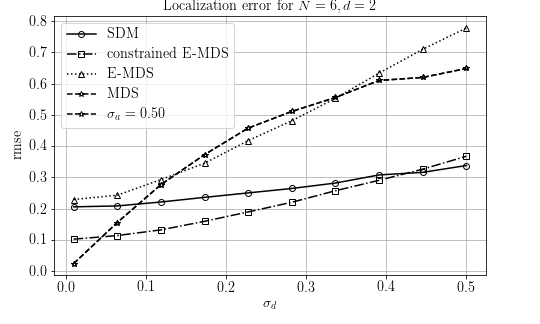 Localization error for N = 6, d = 2
SDM
constrained E-MDS
E-MDS
MDS
σa = 0.50
rmse
0.8
0.7
0.6
0.5
0.4
0.3
0.2
0.1
0.0
0.0 0.1 0.2 0.3 0.4 0.5
σd